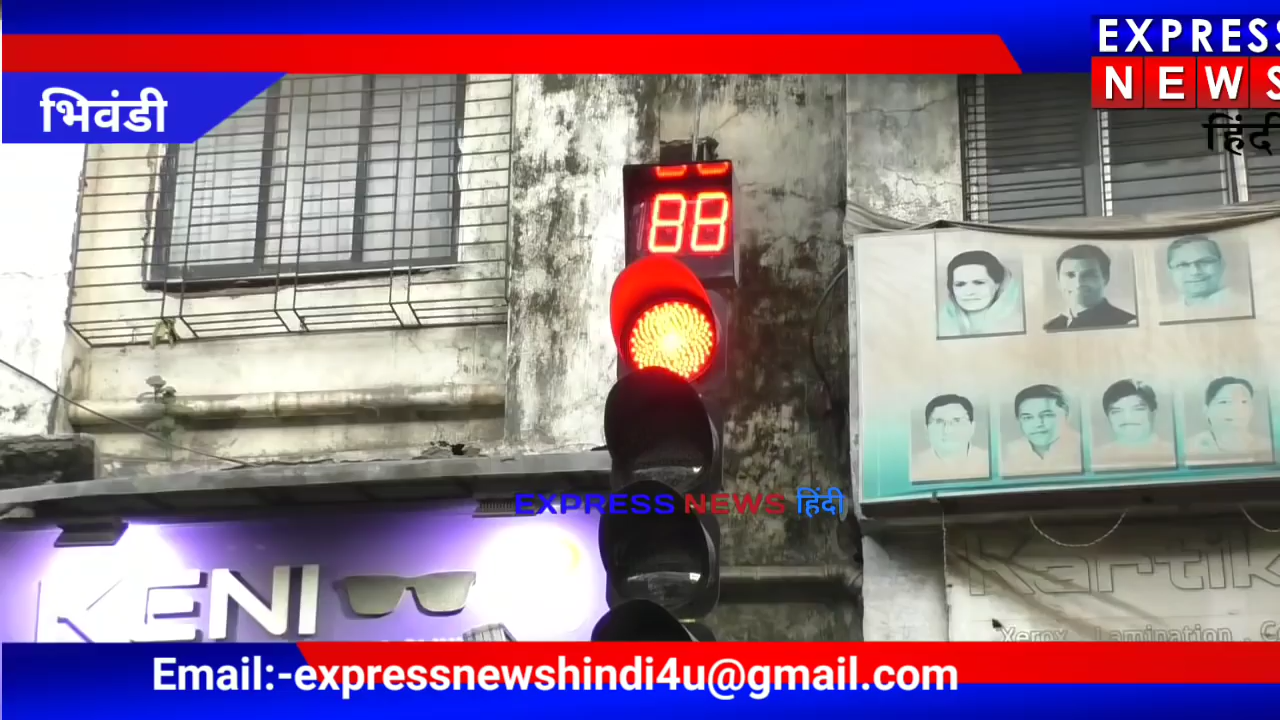 EXPRESS
NEWS
हिंदी
भिवंडी
88
EXPRESS NEWS हिंदी
KENI
Kartik
Xerox, Lamination,
Email:-expressnewshindi4u@gmail.com